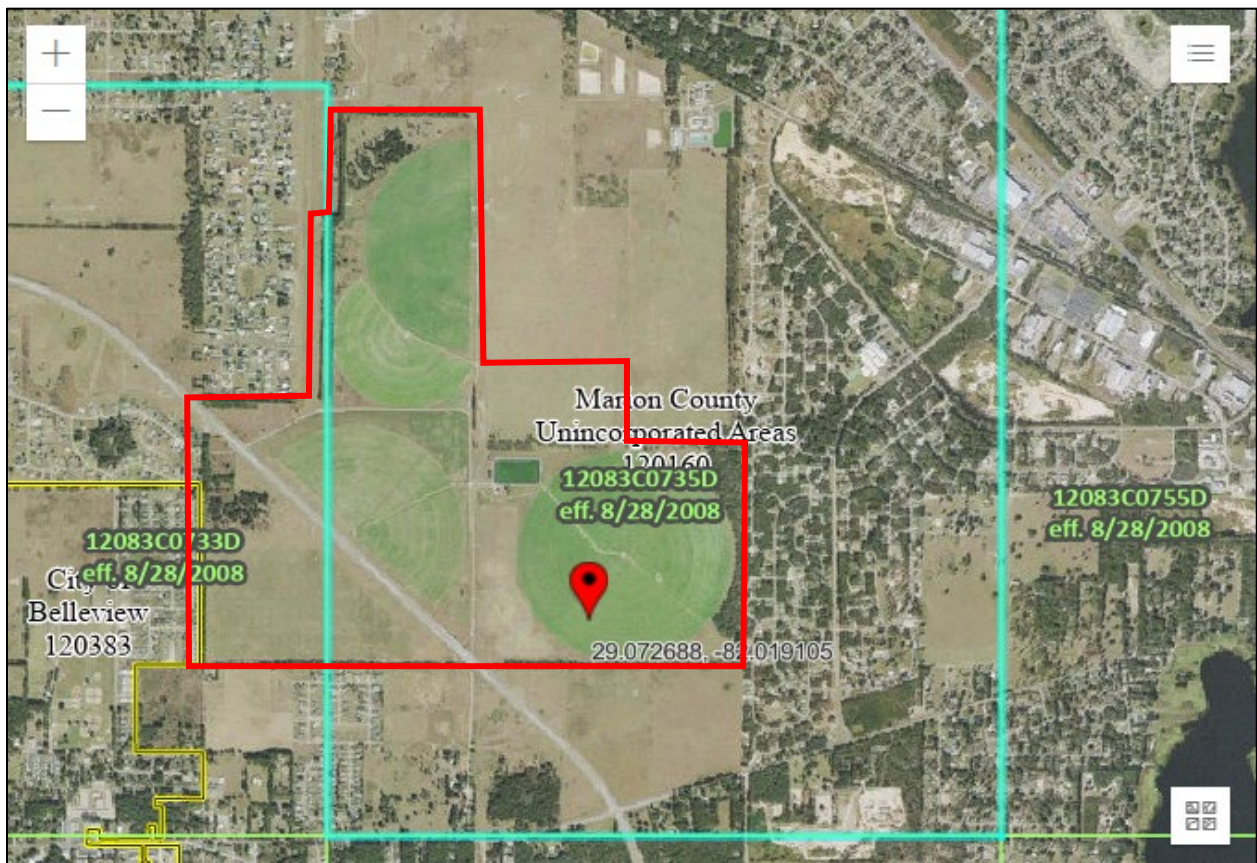 Marion County
Unincorporated Areas
120160
12083C0735D
eff. 8/28/2008
12083C0755D
eff. 8/28/2008
12083C0733D
eff. 8/28/2008
City of
Belleview
120383
29.072688, -82.019105